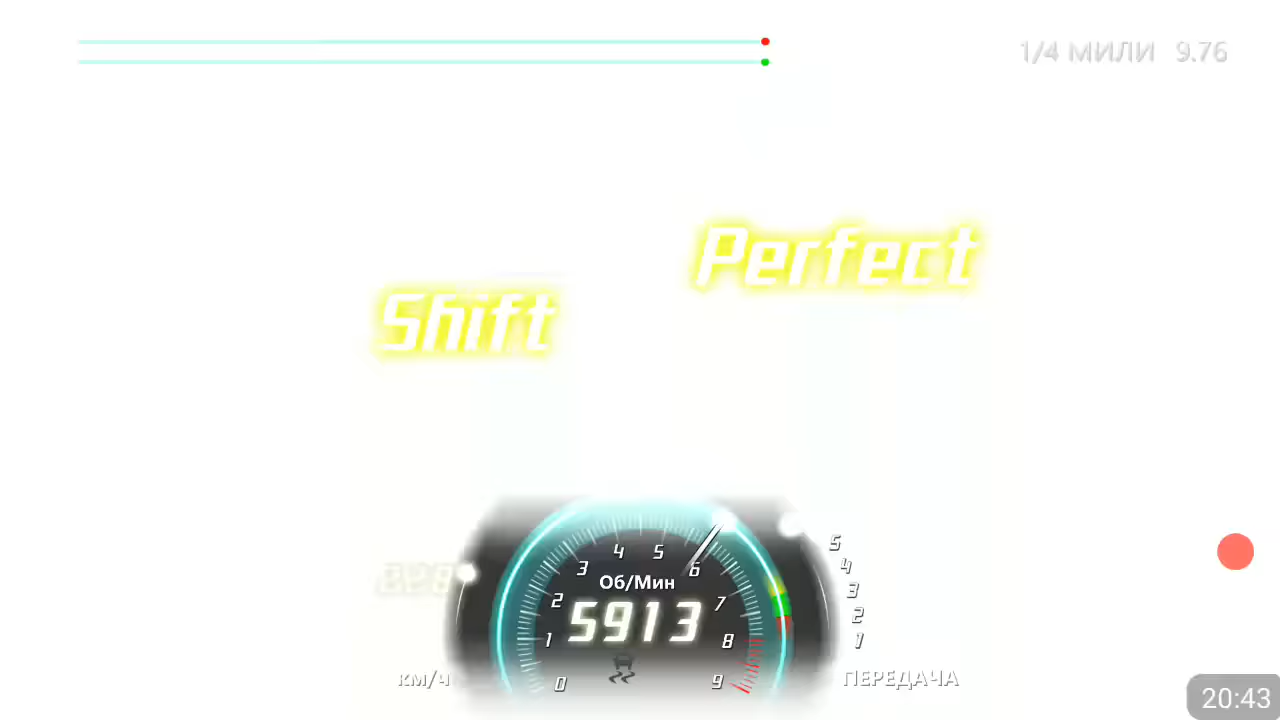 1/4 МИЛИ 9.76
Perfect
Shift
4 5
3 6
Об/Мин
2 7
5913
1 8
0 9
5
4
3
2
1
км/ч
ПЕРЕДАЧА
20:43